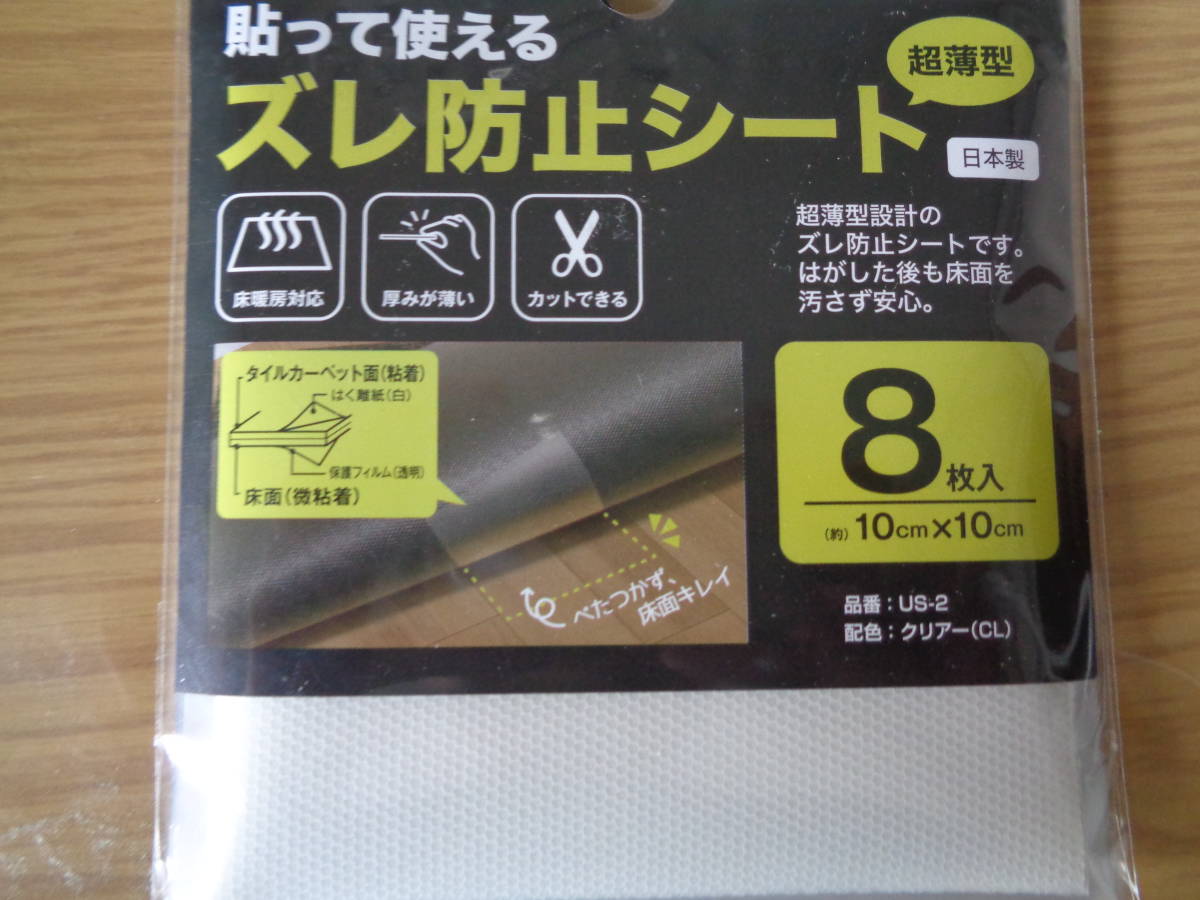 貼って使える
ズレ防止シート
超薄型
日本製
床暖房対応
厚みが薄い
カットできる
超薄型設計の
ズレ防止シートです。
はがした後も床面を
汚さず安心。
タイルカーペット面(粘着)
はく離紙(白)
保護フィルム(透明)
床面(微粘着)
べたつかず、
床面キレイ
8枚入
(約)10cm×10cm
品番：US-2
配色：クリアー(CL)